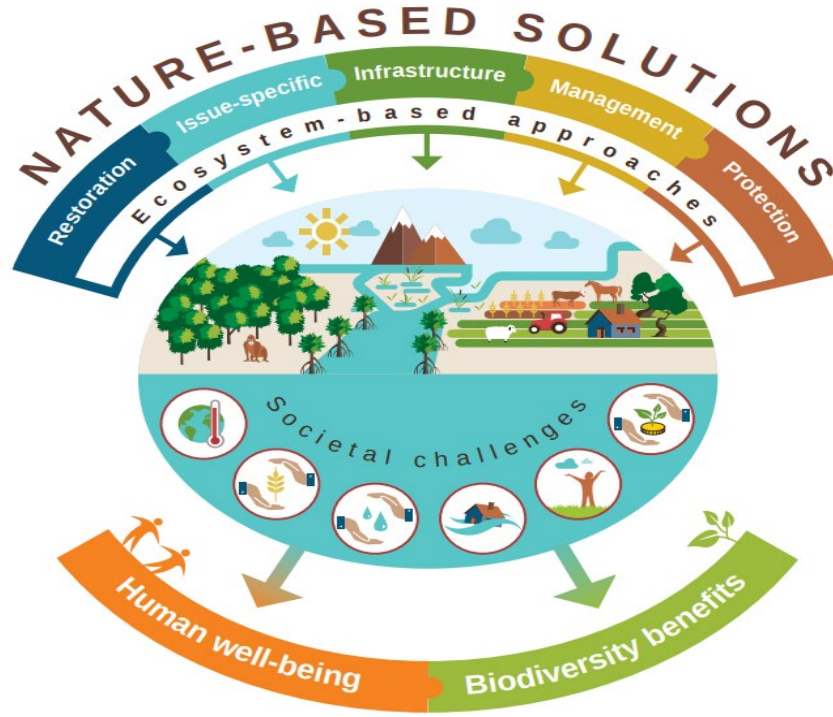 NATURE-BASED SOLUTIONS
Restoration
Issue-specific
Infrastructure
Management
Protection
Ecosystem-based approaches
Societal challenges
Human well-being
Biodiversity benefits